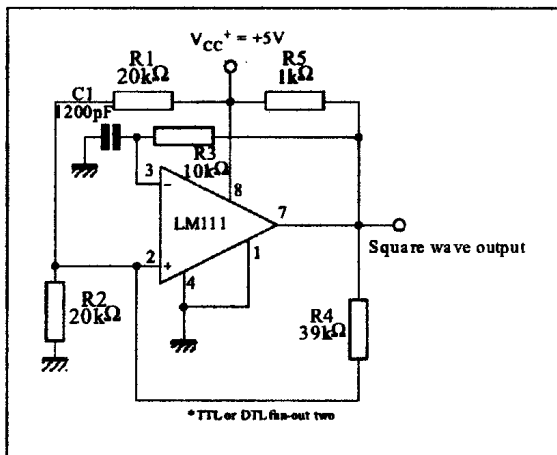 V_CC⁺ = +5V
R1
20kΩ
R5
1kΩ
C1
1200pF
R3
10kΩ
3
−
8
LM111
7
2
+
4
1
Square wave output
R2
20kΩ
R4
39kΩ
*TTL or DTL fan-out two